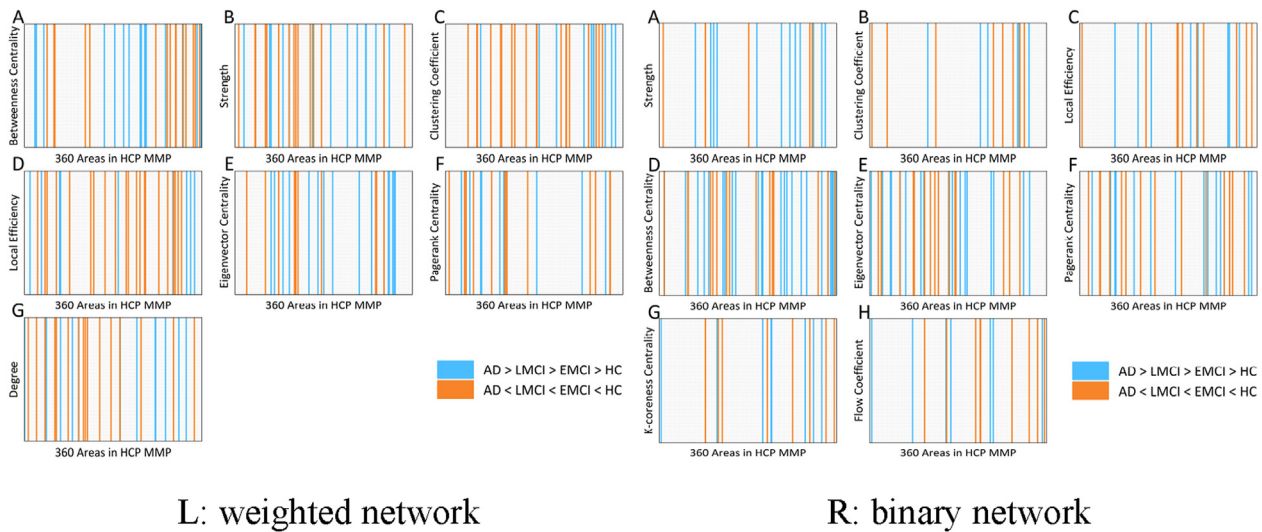 A
Betweenness Centrality
360 Areas in HCP MMP
B
Strength
360 Areas in HCP MMP
C
Clustering Coefficient
360 Areas in HCP MMP
D
Local Efficiency
360 Areas in HCP MMP
E
Eigenvector Centrality
360 Areas in HCP MMP
F
Pagerank Centrality
360 Areas in HCP MMP
G
Degree
360 Areas in HCP MMP
AD > LMCI > EMCI > HC
AD < LMCI < EMCI < HC
L: weighted network
A
Strength
360 Areas in HCP MMP
B
Clustering Coefficient
360 Areas in HCP MMP
C
Local Efficiency
360 Areas in HCP MMP
D
Betweenness Centrality
360 Areas in HCP MMP
E
Eigenvector Centrality
360 Areas in HCP MMP
F
Pagerank Centrality
360 Areas in HCP MMP
G
K-coreness Centrality
360 Areas in HCP MMP
H
Flow Coefficient
360 Areas in HCP MMP
AD > LMCI > EMCI > HC
AD < LMCI < EMCI < HC
R: binary network